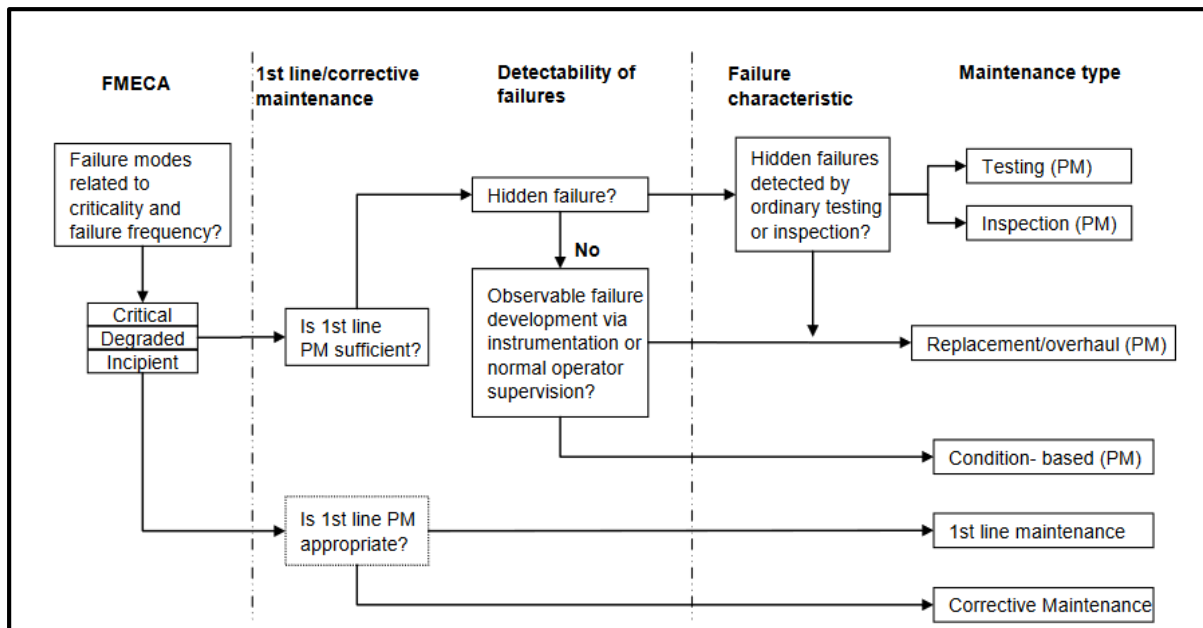 FMECA
1st line/corrective
maintenance
Detectability of
failures
Failure
characteristic
Maintenance type
Failure modes
related to
criticality and
failure frequency?
Critical
Degraded
Incipient
Is 1st line
PM sufficient?
Is 1st line PM
appropriate?
Hidden failure?
No
Observable failure
development via
instrumentation or
normal operator
supervision?
Hidden failures
detected by
ordinary testing
or inspection?
Testing (PM)
Inspection (PM)
Replacement/overhaul (PM)
Condition- based (PM)
1st line maintenance
Corrective Maintenance